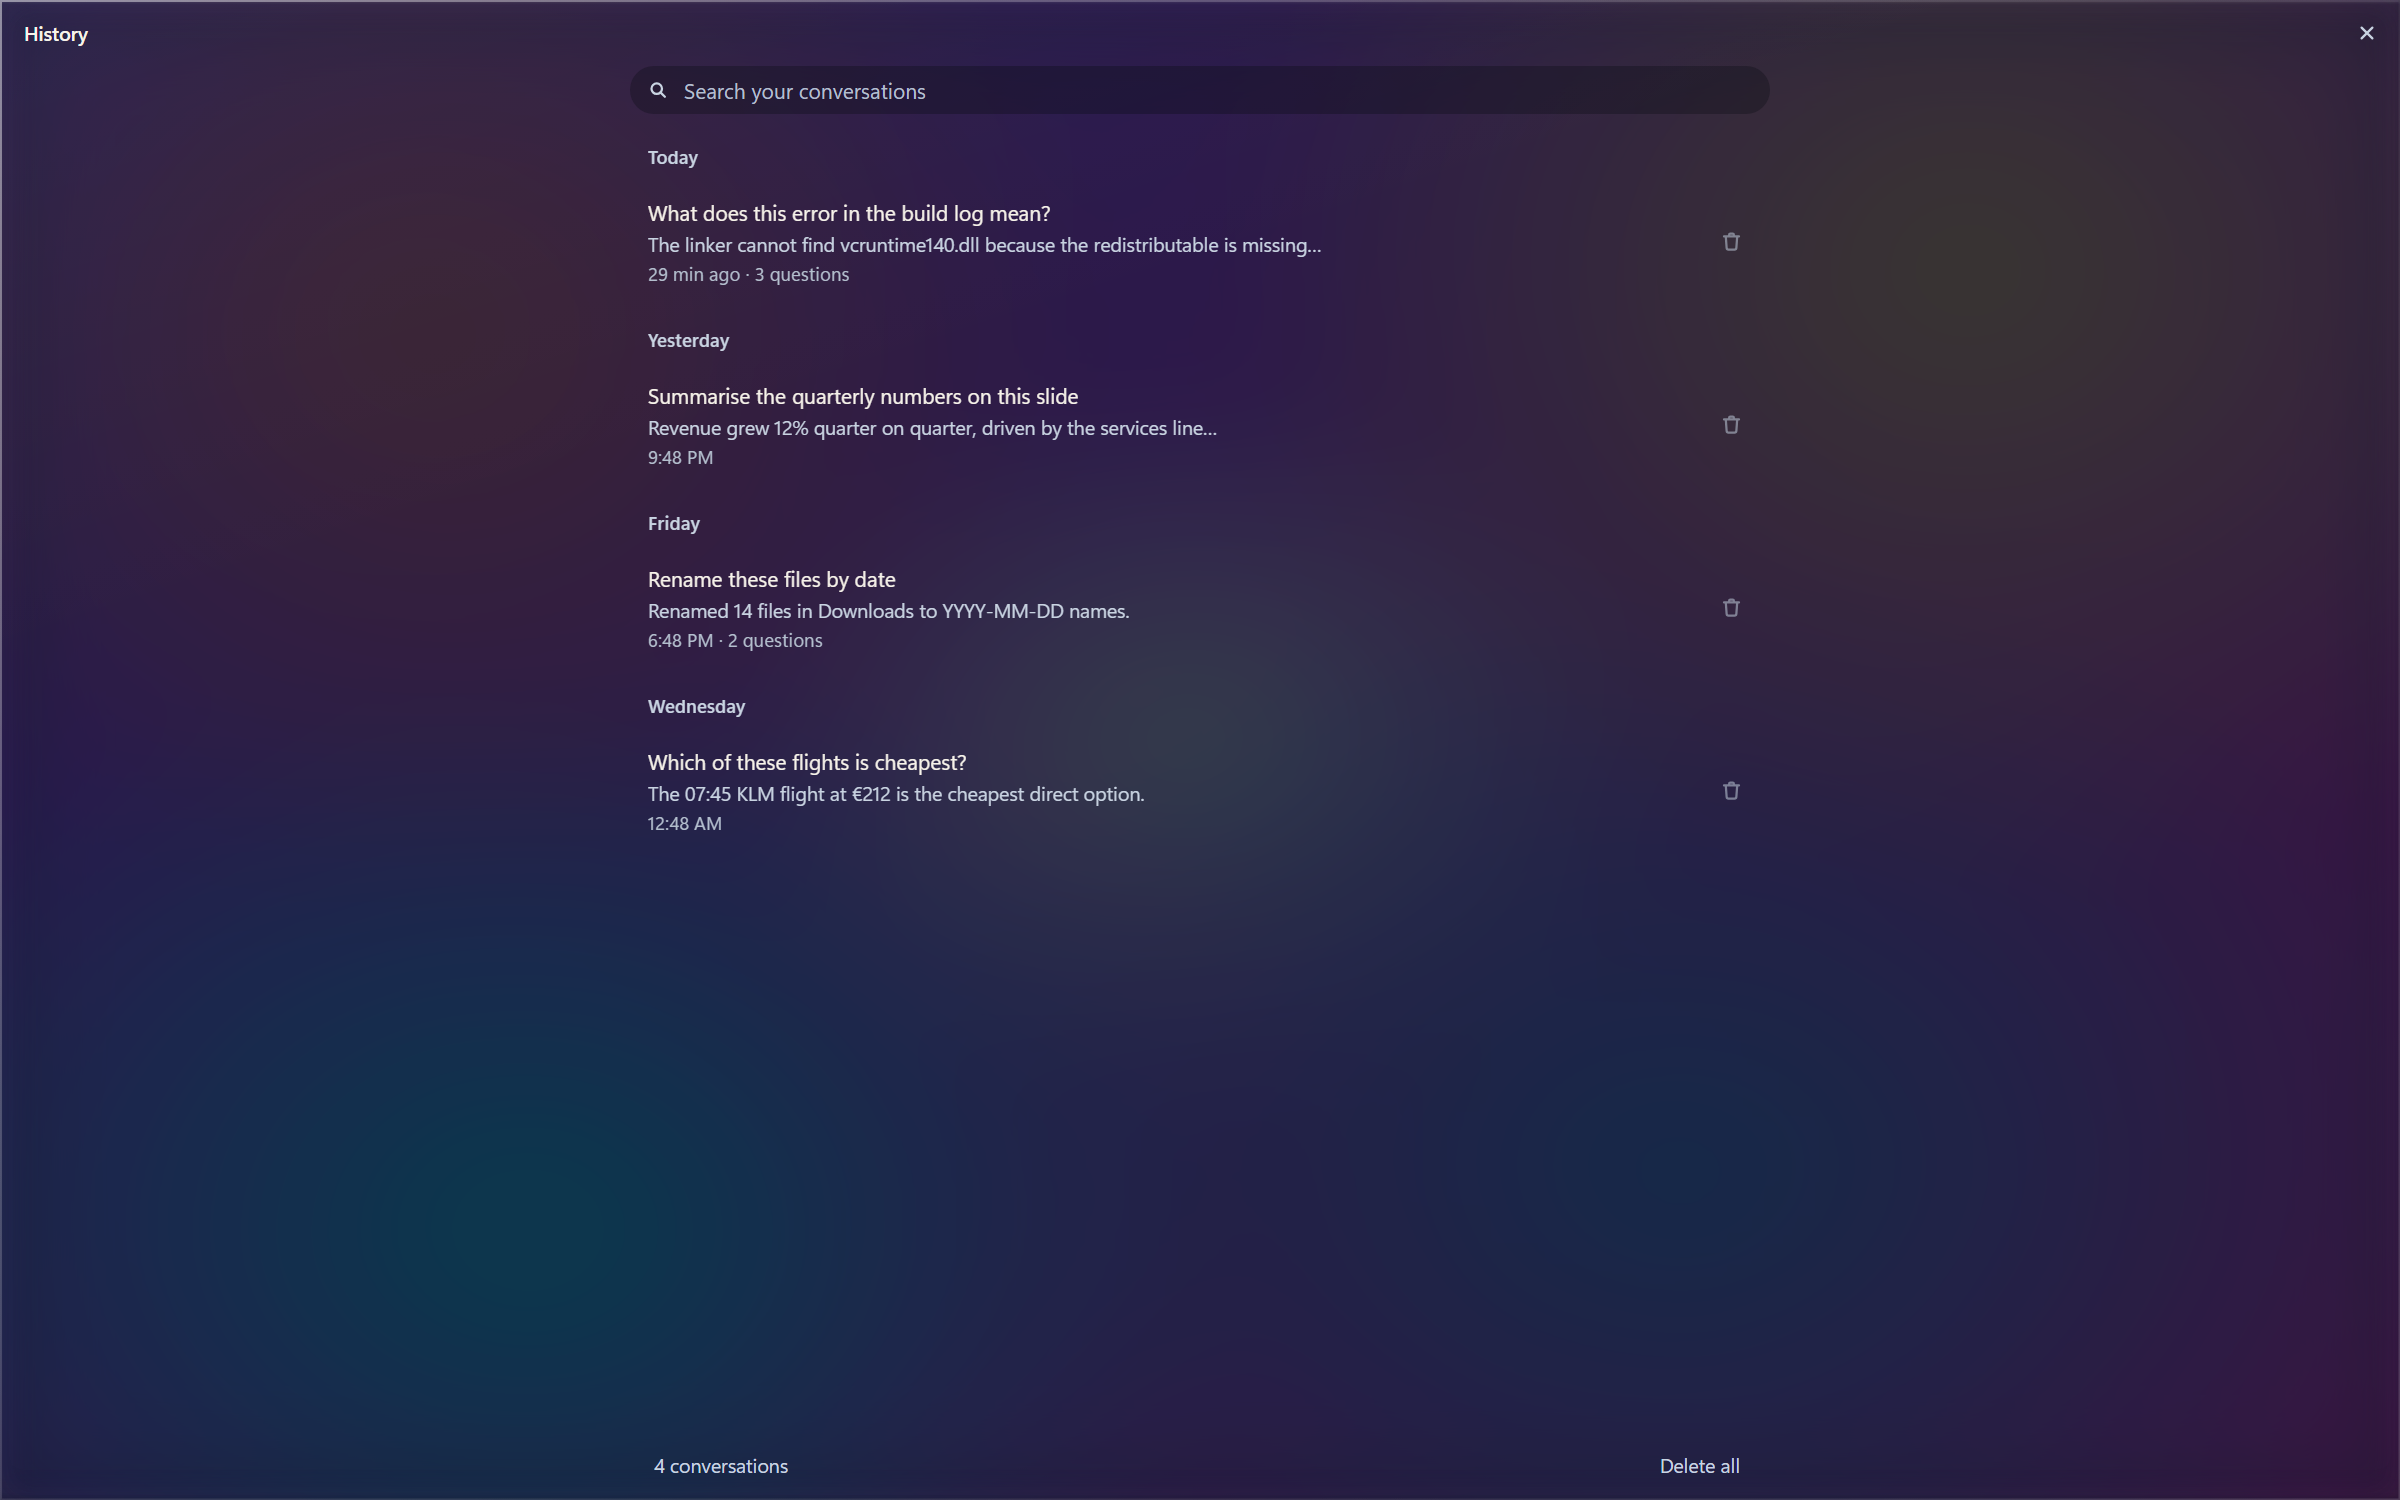 History
Search your conversations
Today
What does this error in the build log mean?
The linker cannot find vcruntime140.dll because the redistributable is missing...
29 min ago · 3 questions
Yesterday
Summarise the quarterly numbers on this slide
Revenue grew 12% quarter on quarter, driven by the services line...
9:48 PM
Friday
Rename these files by date
Renamed 14 files in Downloads to YYYY-MM-DD names.
6:48 PM · 2 questions
Wednesday
Which of these flights is cheapest?
The 07:45 KLM flight at €212 is the cheapest direct option.
12:48 AM
4 conversations
Delete all